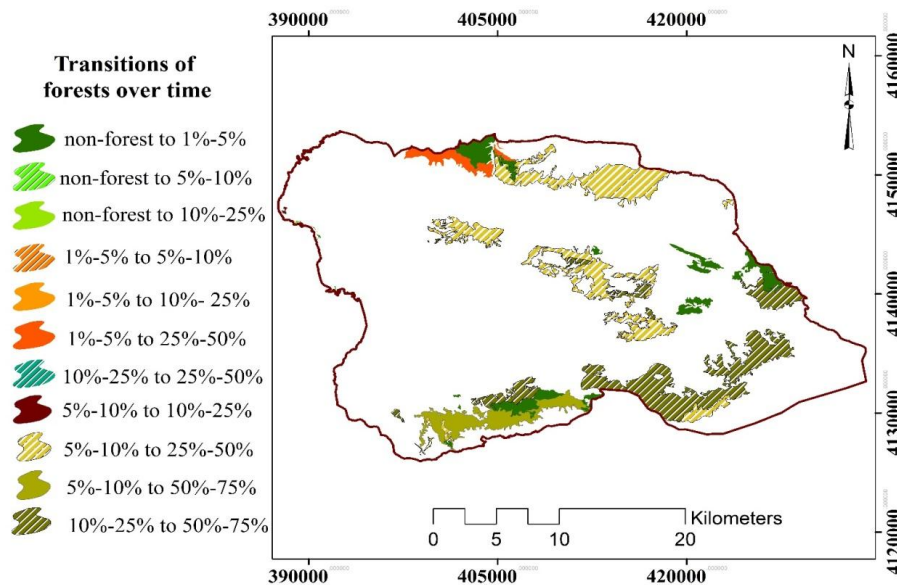 390000 405000 420000
Transitions of
forests over time
non-forest to 1%-5%
non-forest to 5%-10%
non-forest to 10%-25%
1%-5% to 5%-10%
1%-5% to 10%- 25%
1%-5% to 25%-50%
10%-25% to 25%-50%
5%-10% to 10%-25%
5%-10% to 25%-50%
5%-10% to 50%-75%
10%-25% to 50%-75%
N
4160000
4150000
4140000
4130000
4120000
Kilometers
0 5 10 20
390000 405000 420000